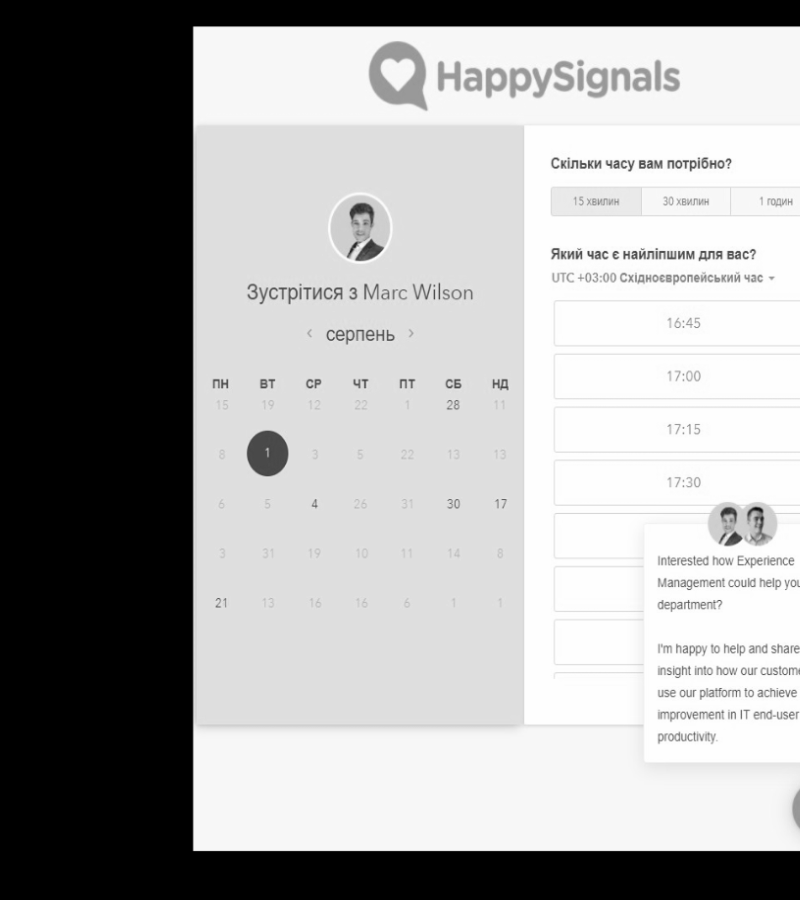 HappySignals
Зустрітися з Marc Wilson
серпень
ПН ВТ СР ЧТ ПТ СБ НД
15 19 12 22 1 28 11
8 1 3 5 22 13 13
6 5 4 26 31 30 17
3 31 19 10 11 14 8
21 13 16 16 6 1 1
Скільки часу вам потрібно?
15 хвилин 30 хвилин 1 годин
Який час є найліпшим для вас?
UTC +03:00 Східноєвропейський час
16:45
17:00
17:15
17:30
Interested how Experience
Management could help you
department?
I'm happy to help and share
insight into how our custome
use our platform to achieve
improvement in IT end-user
productivity.